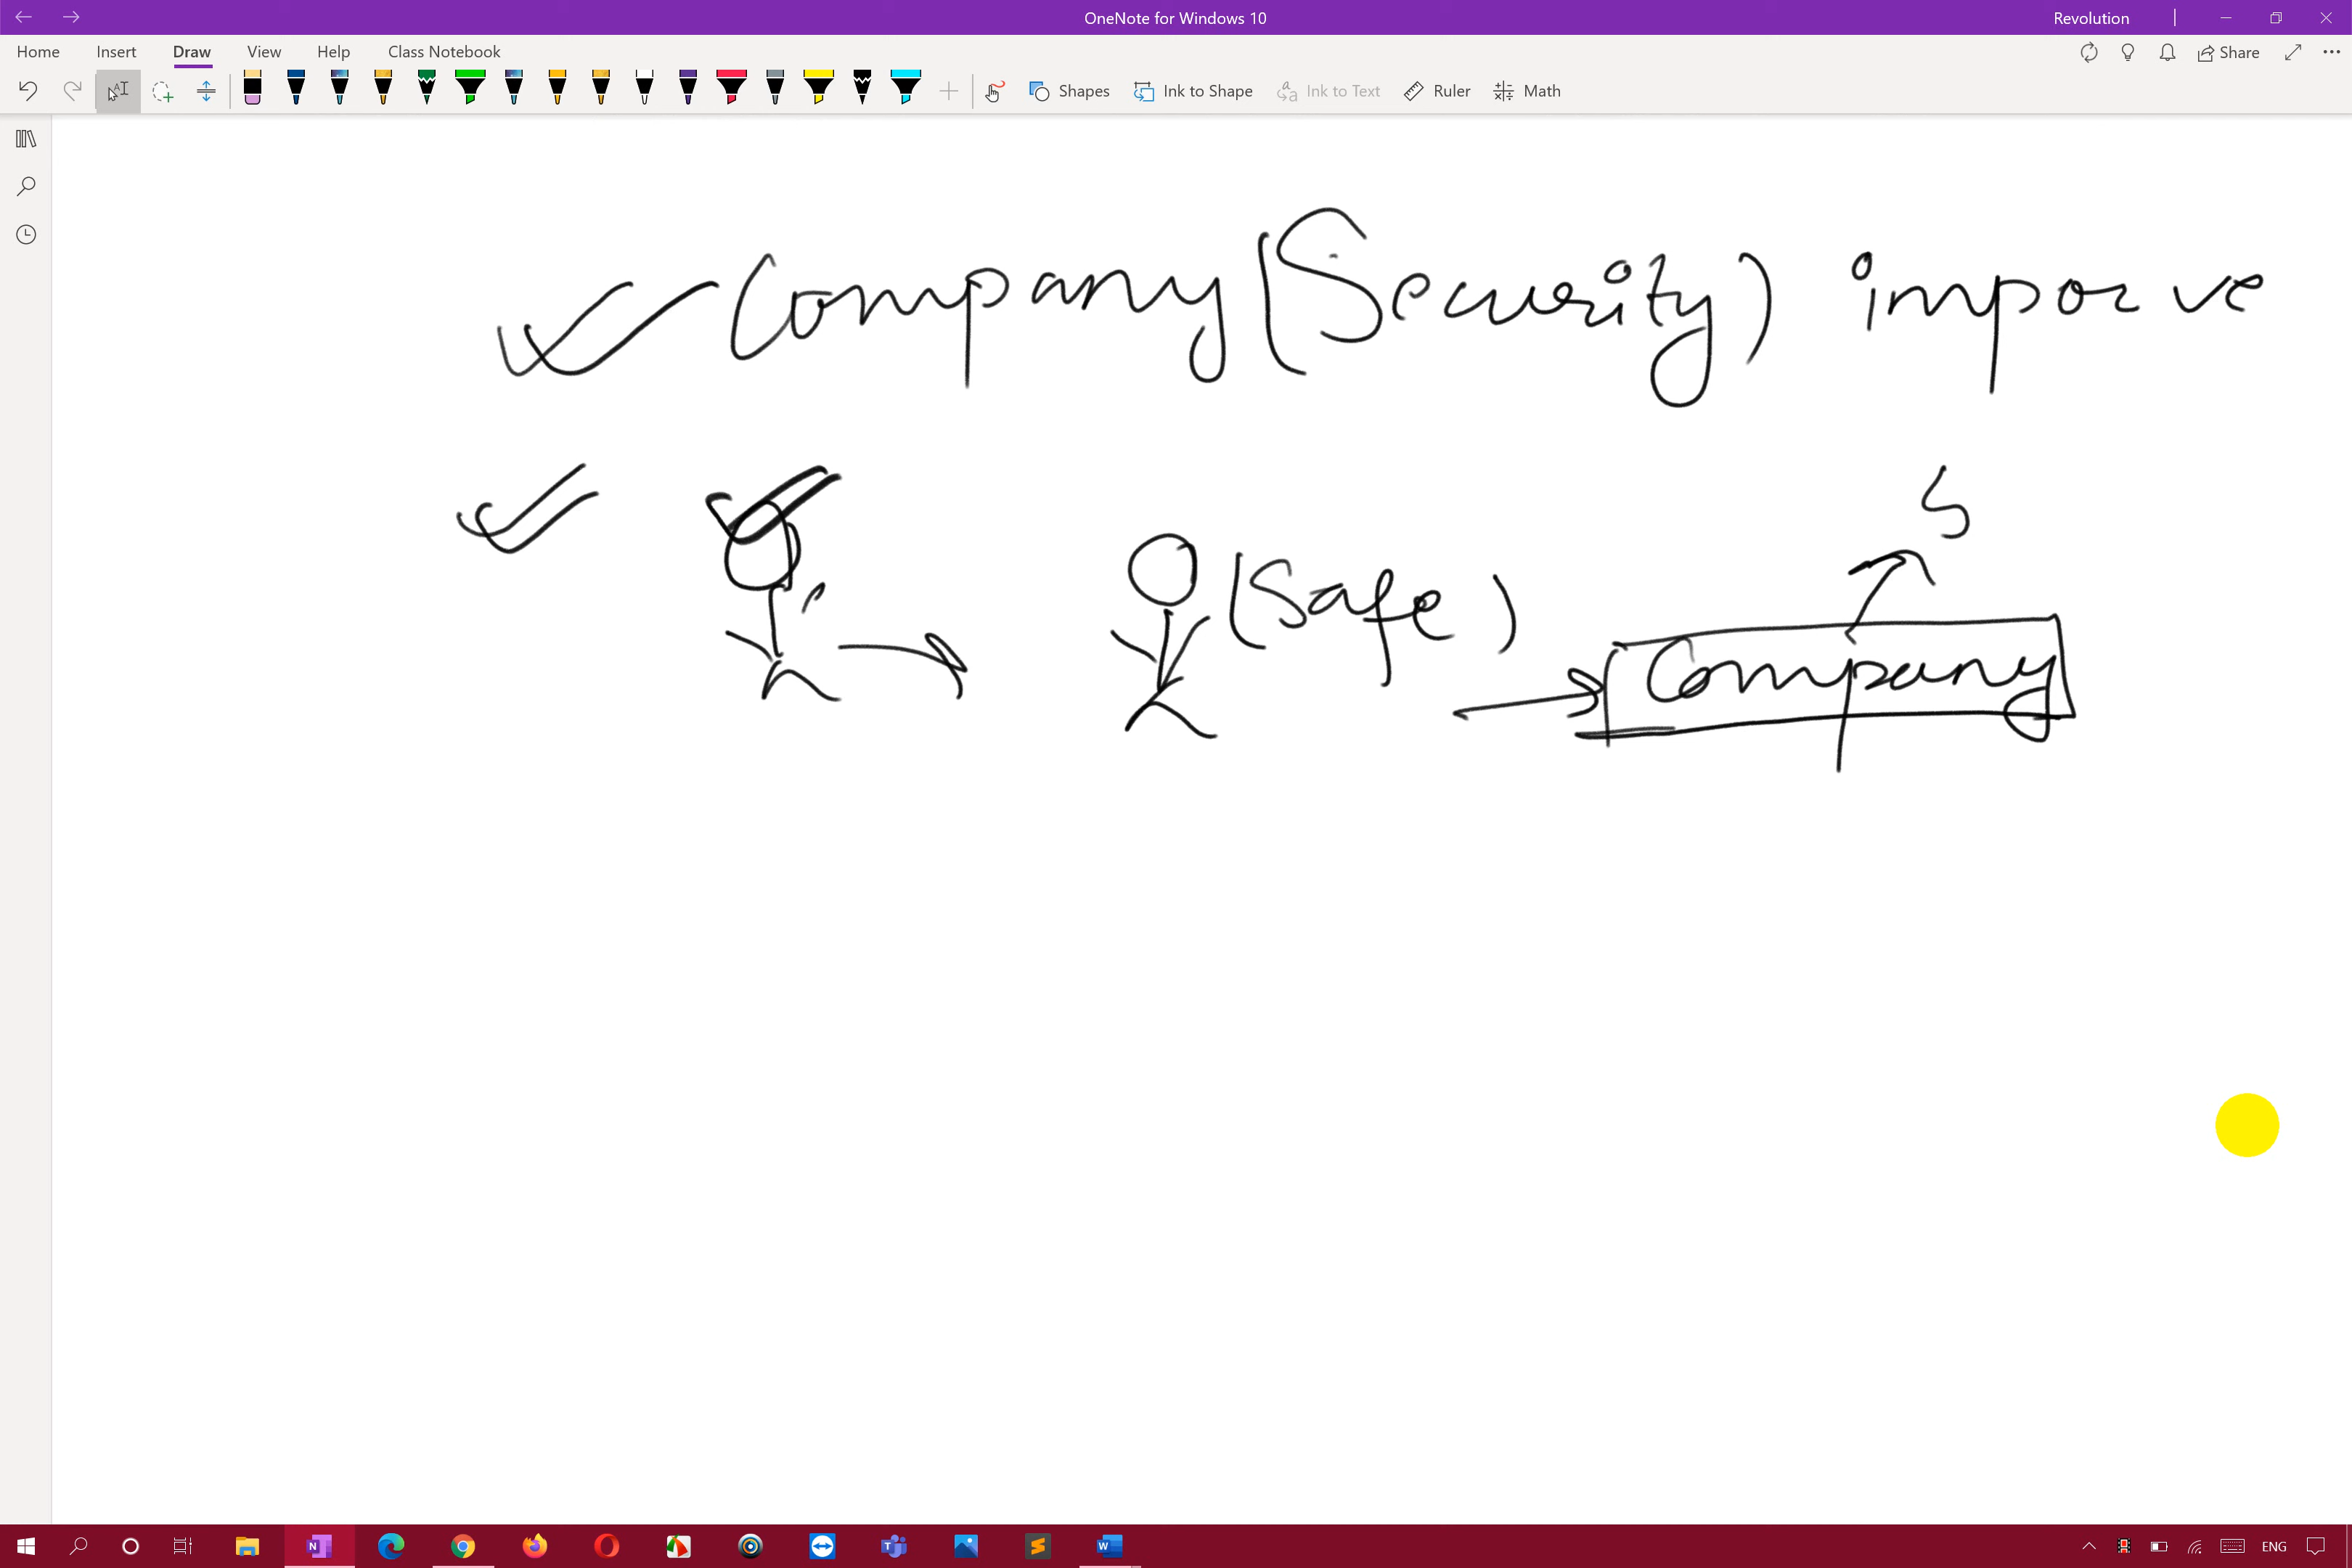 OneNote for Windows 10
Revolution
Home Insert Draw View Help Class Notebook
Share
Shapes Ink to Shape Ink to Text Ruler Math
Company (Security) imporve
S
(Safe)
Company
ENG